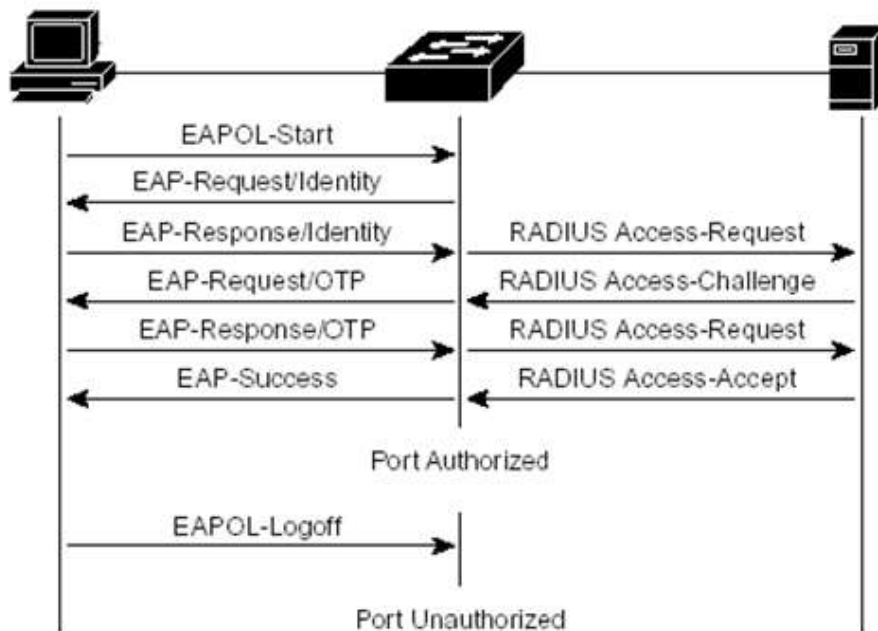 EAPOL-Start
EAP-Request/Identity
EAP-Response/Identity
RADIUS Access-Request
EAP-Request/OTP
RADIUS Access-Challenge
EAP-Response/OTP
RADIUS Access-Request
EAP-Success
RADIUS Access-Accept
Port Authorized
EAPOL-Logoff
Port Unauthorized